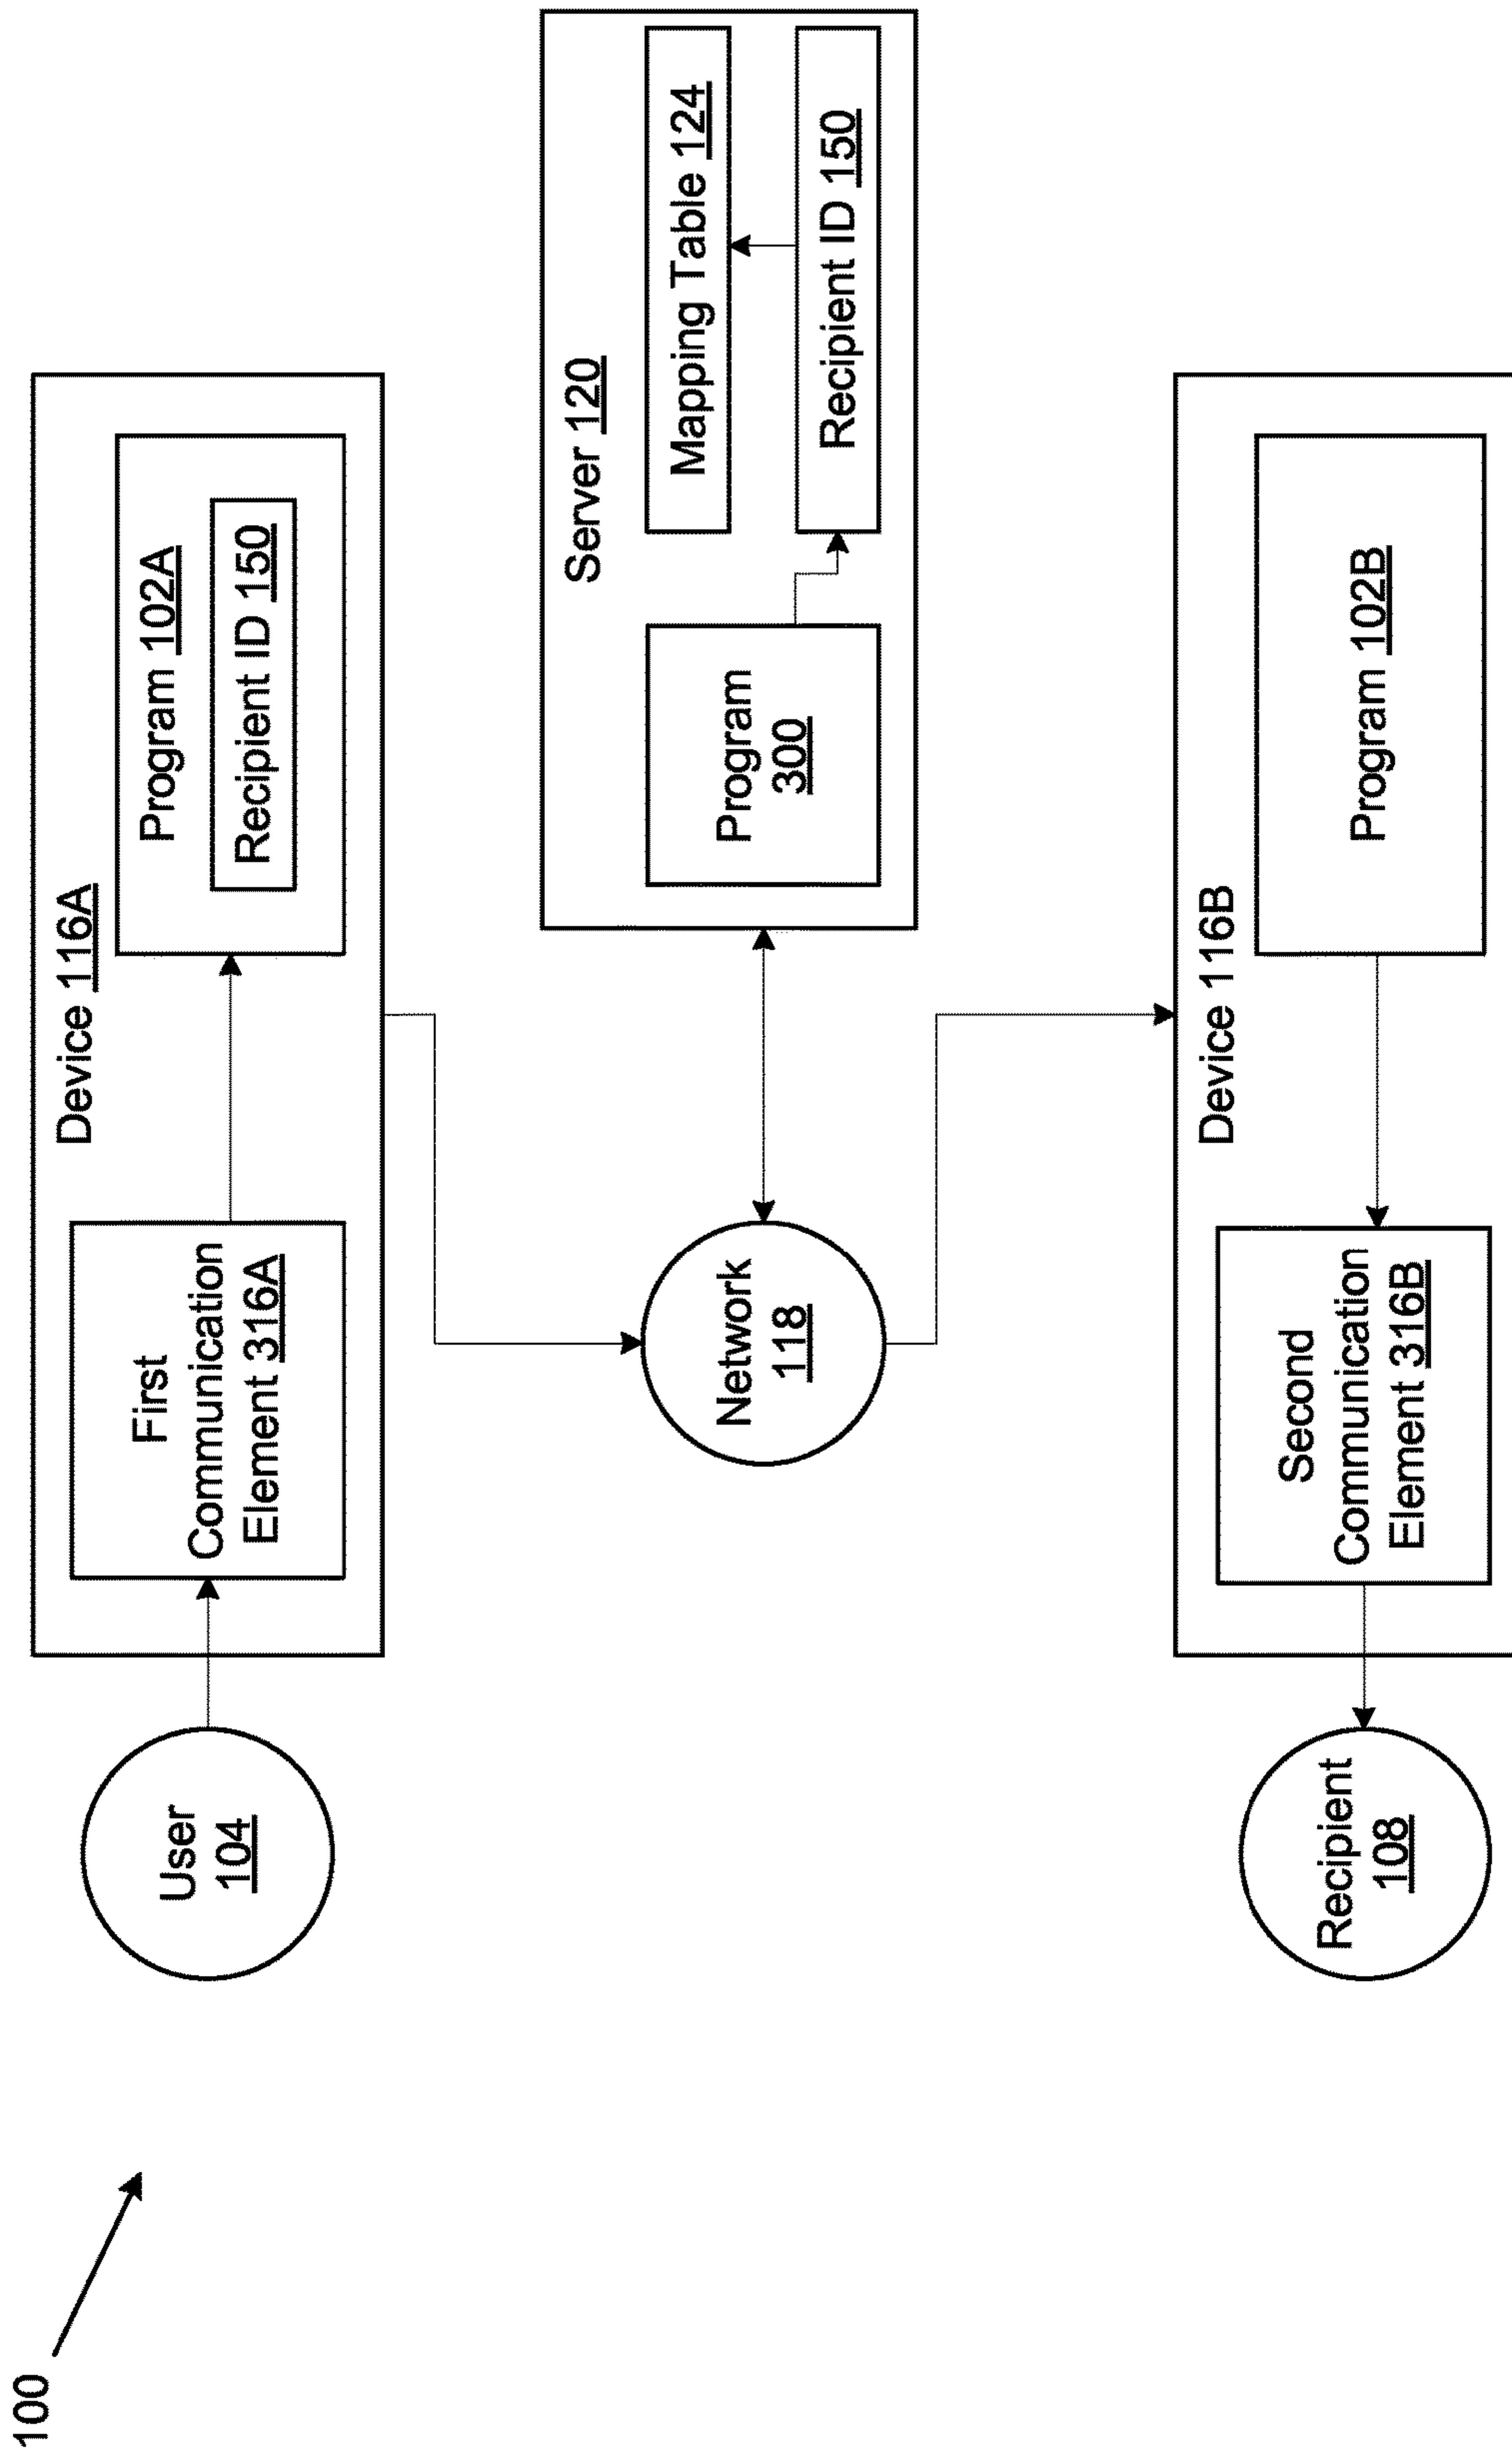 100
User
104
Device 116A
First
Communication
Element 316A
Program 102A
Recipient ID 150
Network
118
Server 120
Program
300
Mapping Table 124
Recipient ID 150
Recipient
108
Device 116B
Second
Communication
Element 316B
Program 102B